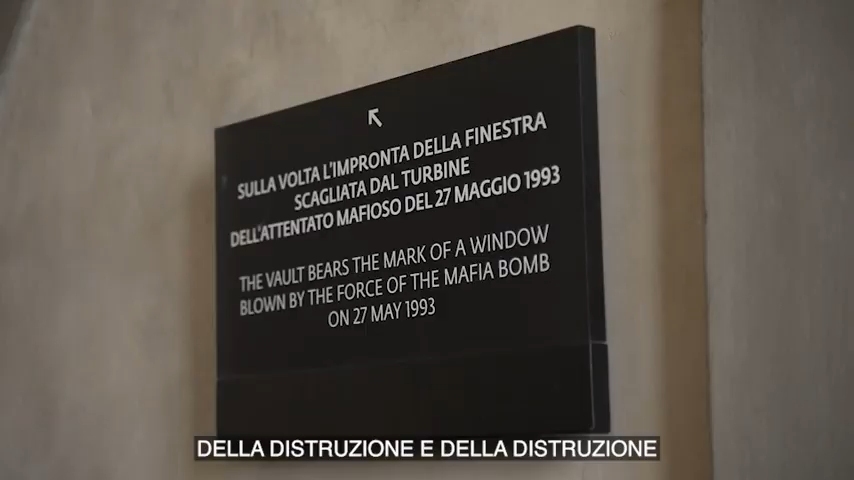 SULLA VOLTA L'IMPRONTA DELLA FINESTRA
SCAGLIATA DAL TURBINE
DELL'ATTENTATO MAFIOSO DEL 27 MAGGIO 1993
THE VAULT BEARS THE MARK OF A WINDOW
BLOWN BY THE FORCE OF THE MAFIA BOMB
ON 27 MAY 1993
DELLA DISTRUZIONE E DELLA DISTRUZIONE